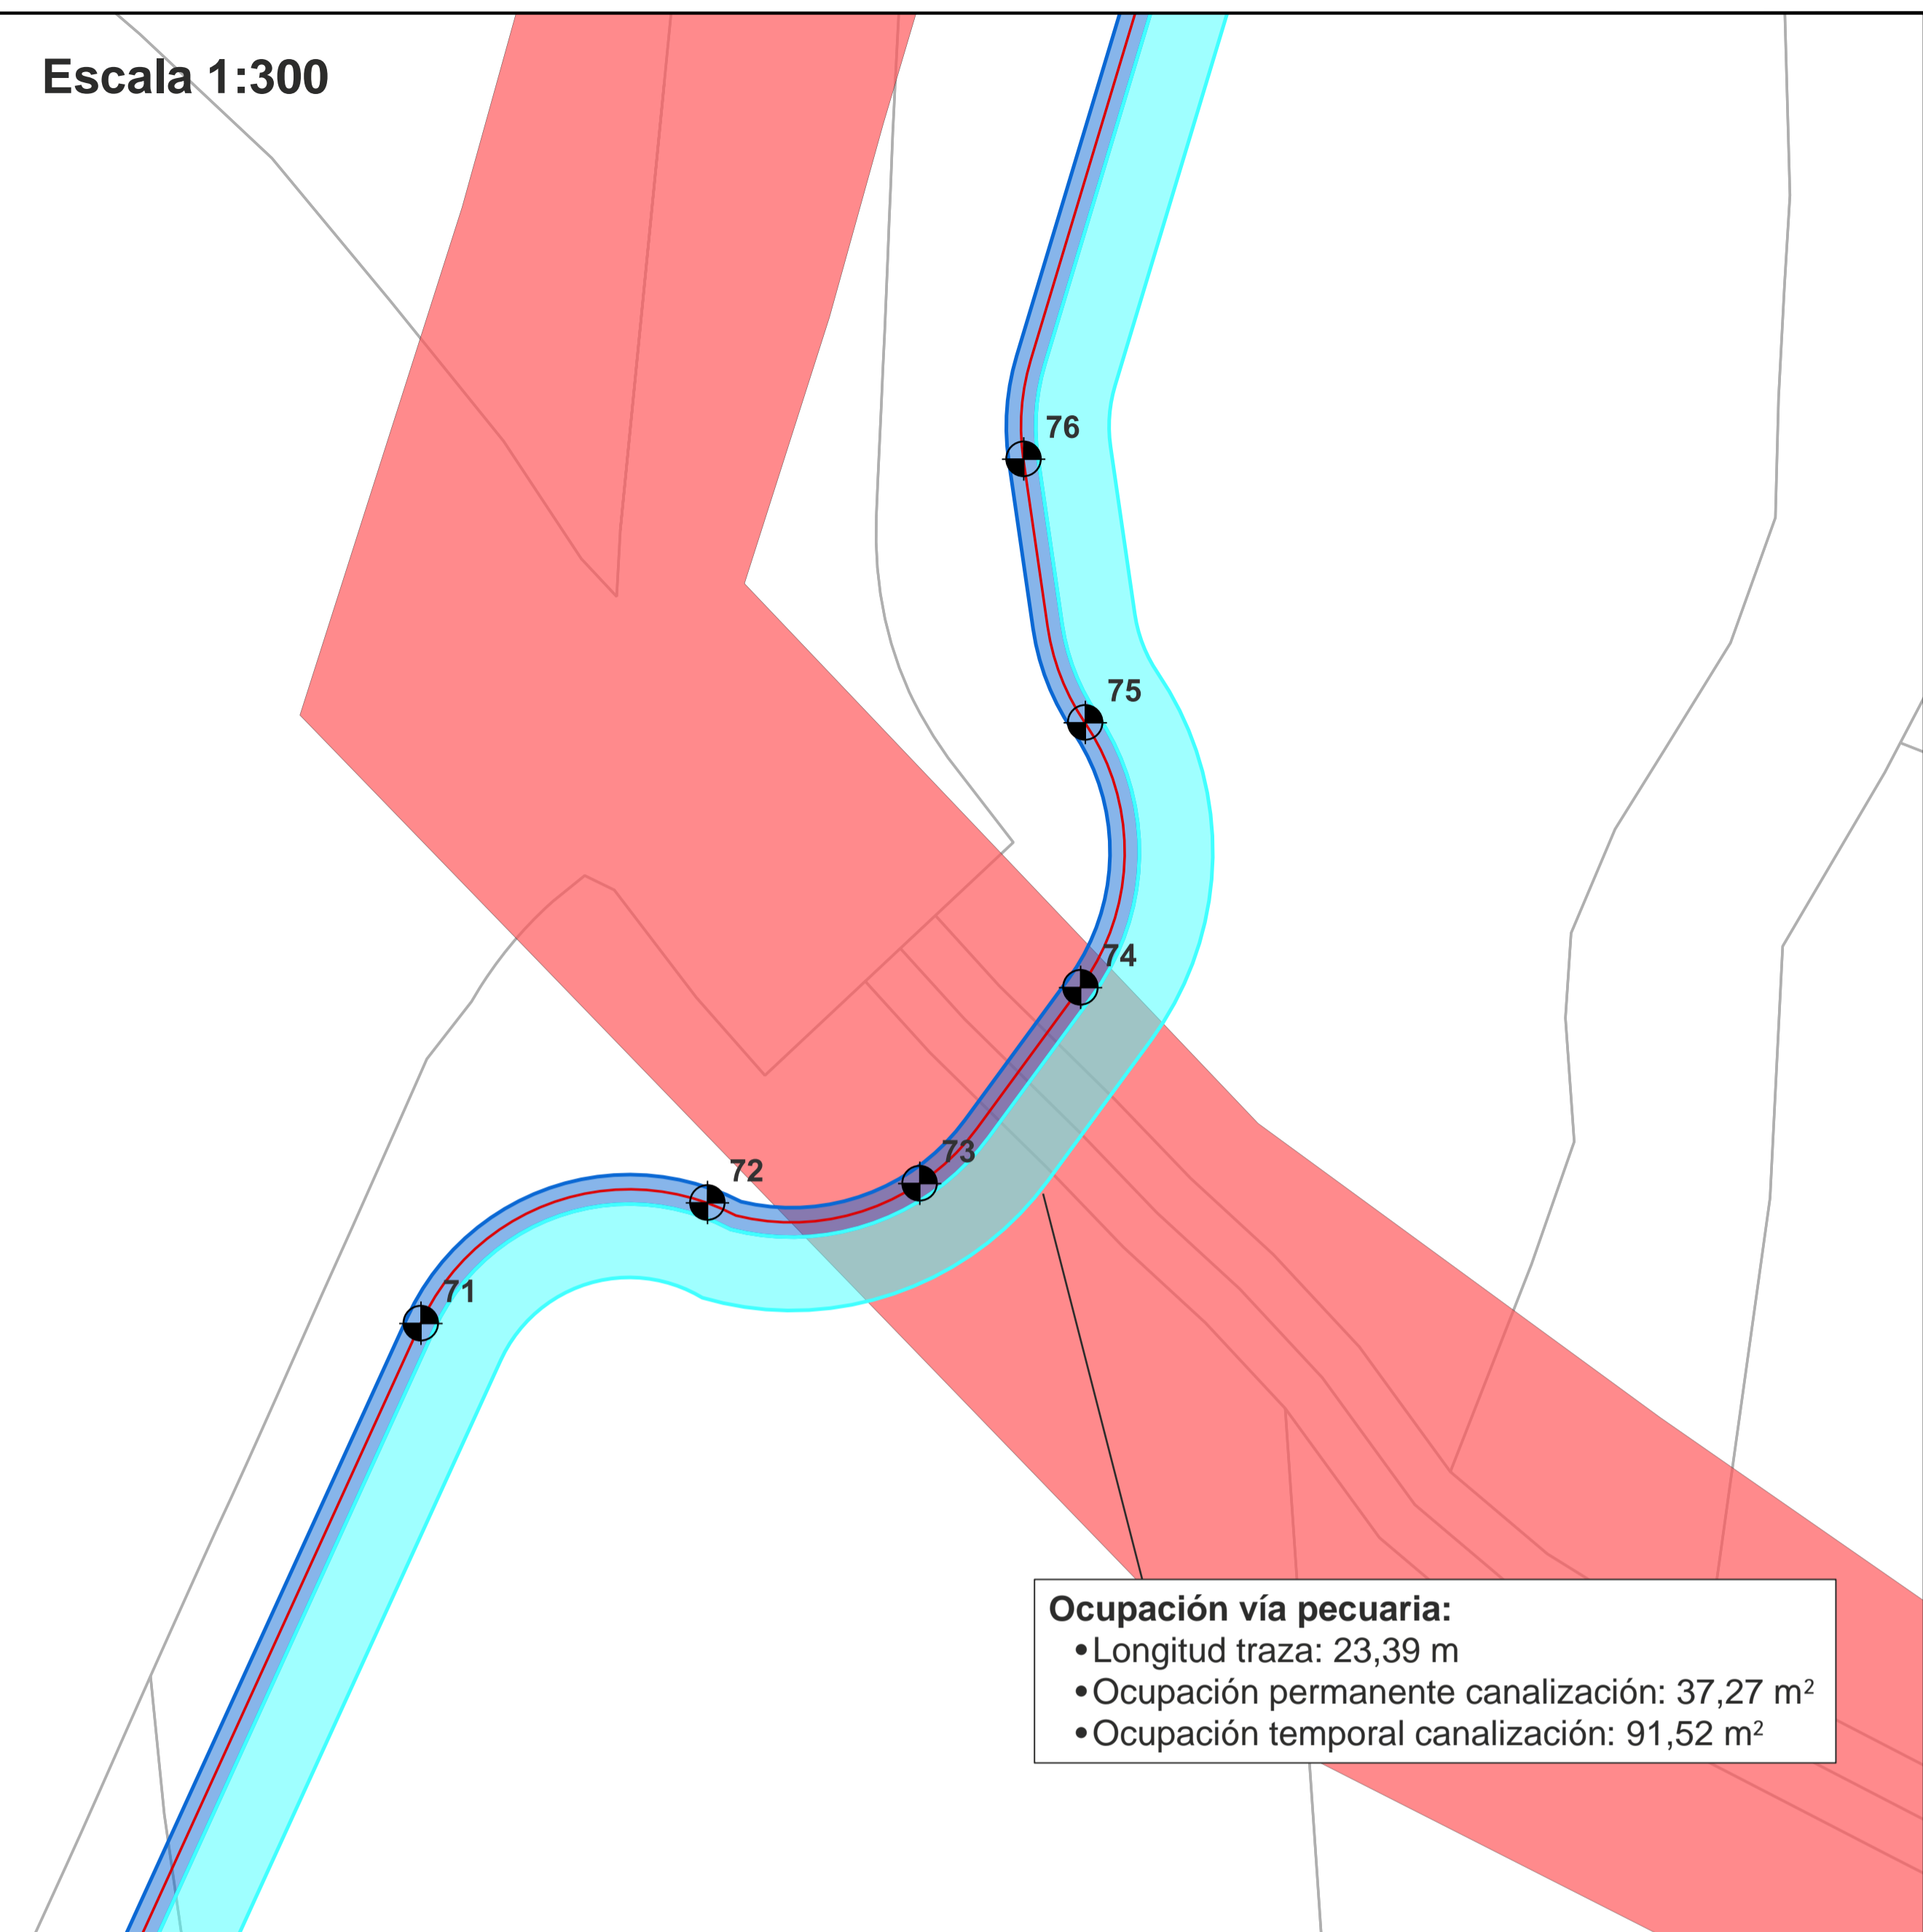 Escala 1:300
76
75
74
73
72
71
Ocupación vía pecuaria:
•Longitud traza: 23,39 m
•Ocupación permanente canalización: 37,27 m²
•Ocupación temporal canalización: 91,52 m²